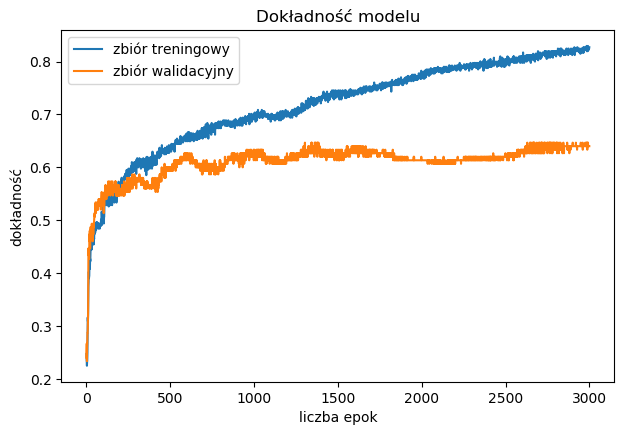 Dokładność modelu
zbiór treningowy
zbiór walidacyjny
dokładność
0.8
0.7
0.6
0.5
0.4
0.3
0.2
0
500
1000
1500
2000
2500
3000
liczba epok